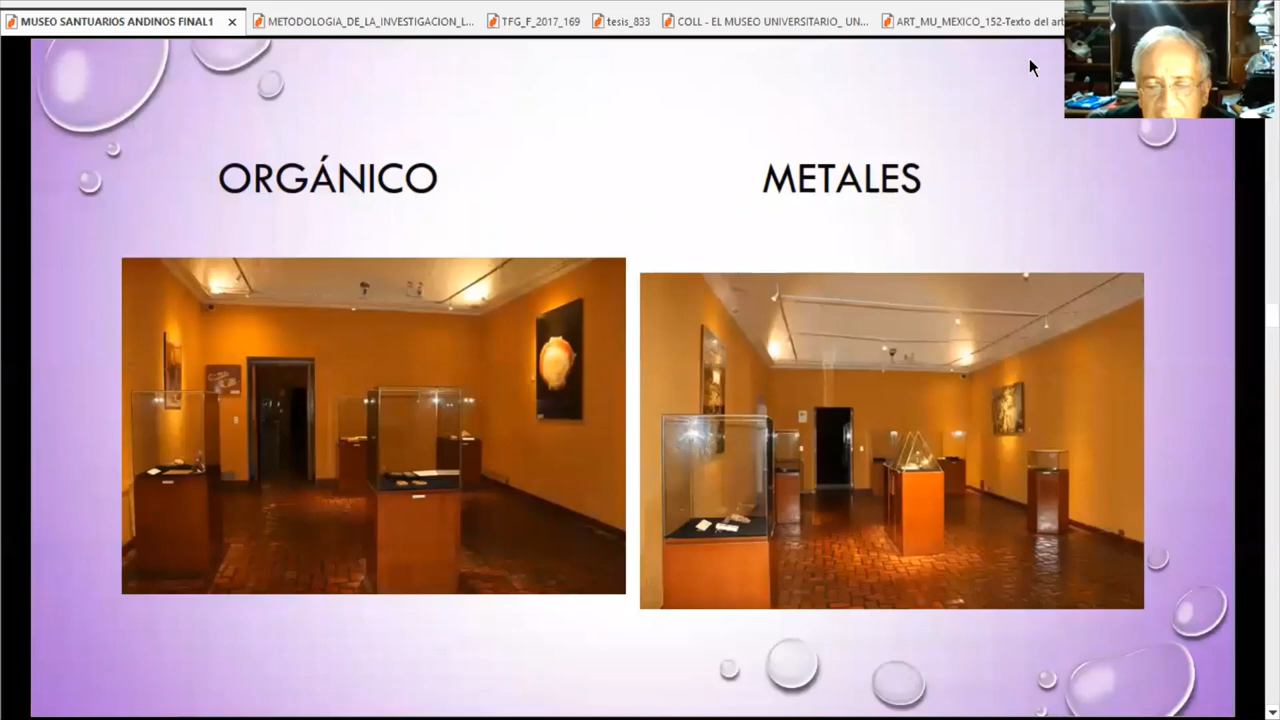 MUSEO SANTUARIOS ANDINOS FINAL1
METODOLOGIA_DE_LA_INVESTIGACION_L...
TFG_F_2017_169
tesis_833
COLL - EL MUSEO UNIVERSITARIO_ UN...
ART_MU_MEXICO_152-Texto del art
ORGÁNICO
METALES